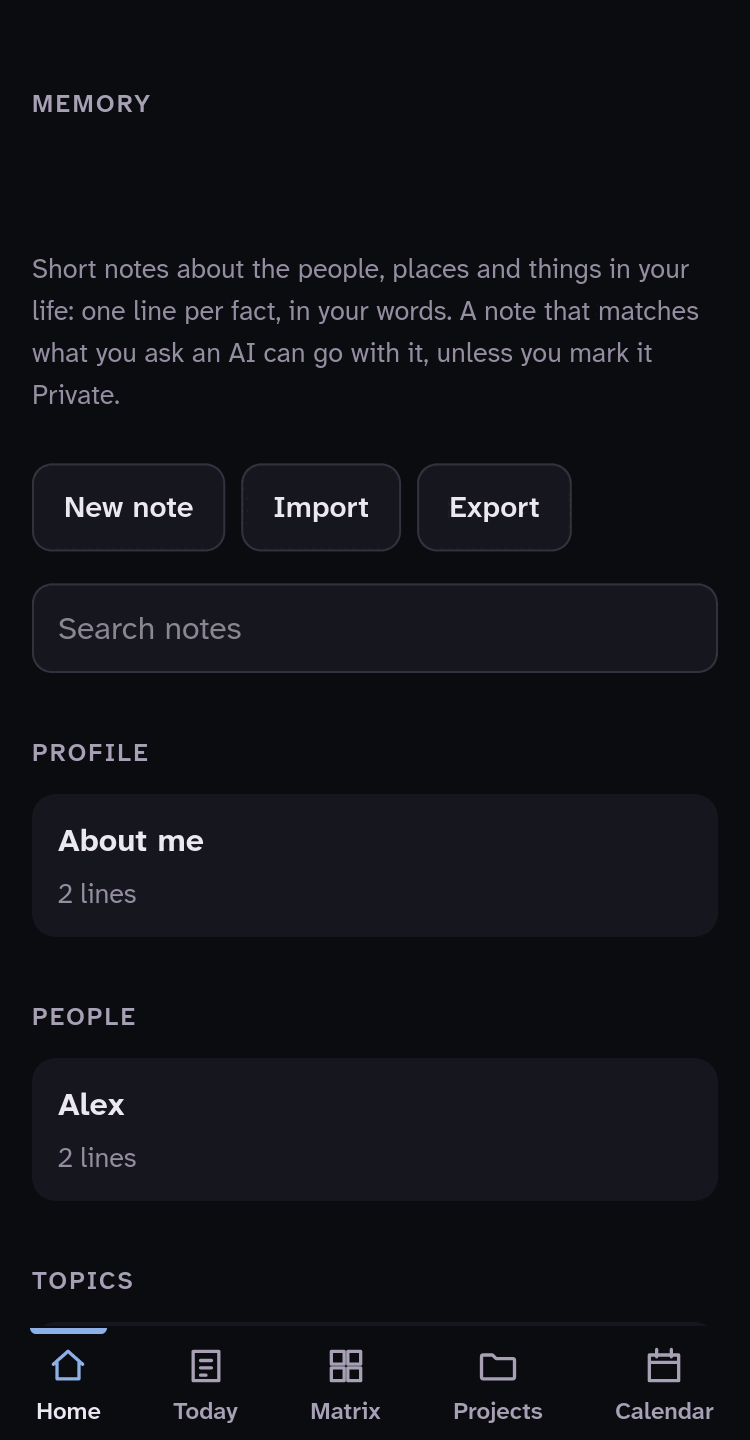 MEMORY
Short notes about the people, places and things in your
life: one line per fact, in your words. A note that matches
what you ask an AI can go with it, unless you mark it
Private.
New note Import Export
Search notes
PROFILE
About me
2 lines
PEOPLE
Alex
2 lines
TOPICS
Home Today Matrix Projects Calendar